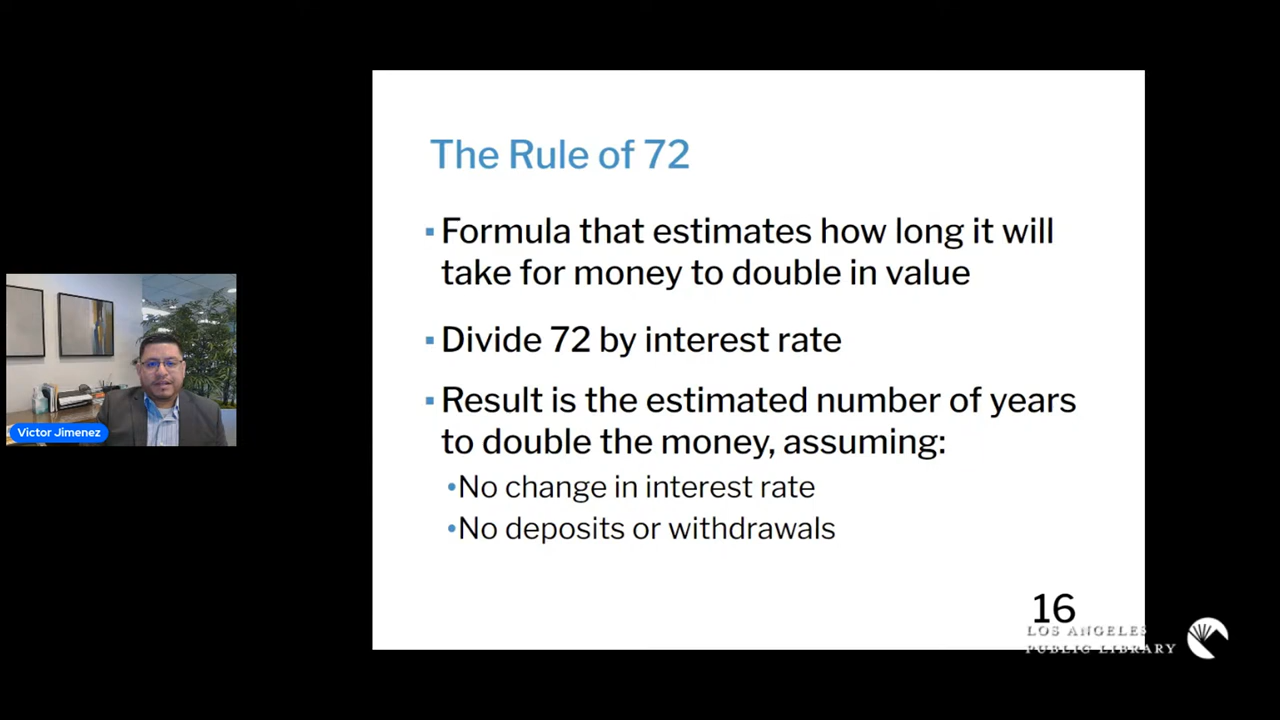 The Rule of 72
▪Formula that estimates how long it will
take for money to double in value
▪Divide 72 by interest rate
▪Result is the estimated number of years
to double the money, assuming:
•No change in interest rate
•No deposits or withdrawals
Victor Jimenez
16
LOS ANGELES
PUBLIC LIBRARY